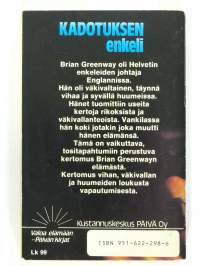 KADOTUKSEN
enkeli
Brian Greenway oli Helvetin
enkeleiden johtaja
Englannissa.
Hän oli väkivaltainen, täynnä
vihaa ja syvällä huumeissa.
Hänet tuomittiin useita
kertoja rikoksista ja
väkivallanteoista. Vankilassa
hän koki jotakin joka muutti
hänen elämänsä.
Tämä on vaikuttava,
tositapahtumiin perustuva
kertomus Brian Greenwayn
elämästä.
Kertomus vihan, väkivallan
ja huumeiden loukusta
vapautumisesta.
Valoa elämään
-Päivän kirjat
Lk 99
Kustannuskeskus PÄIVÄ Oy
ISBN 951-622-298-6